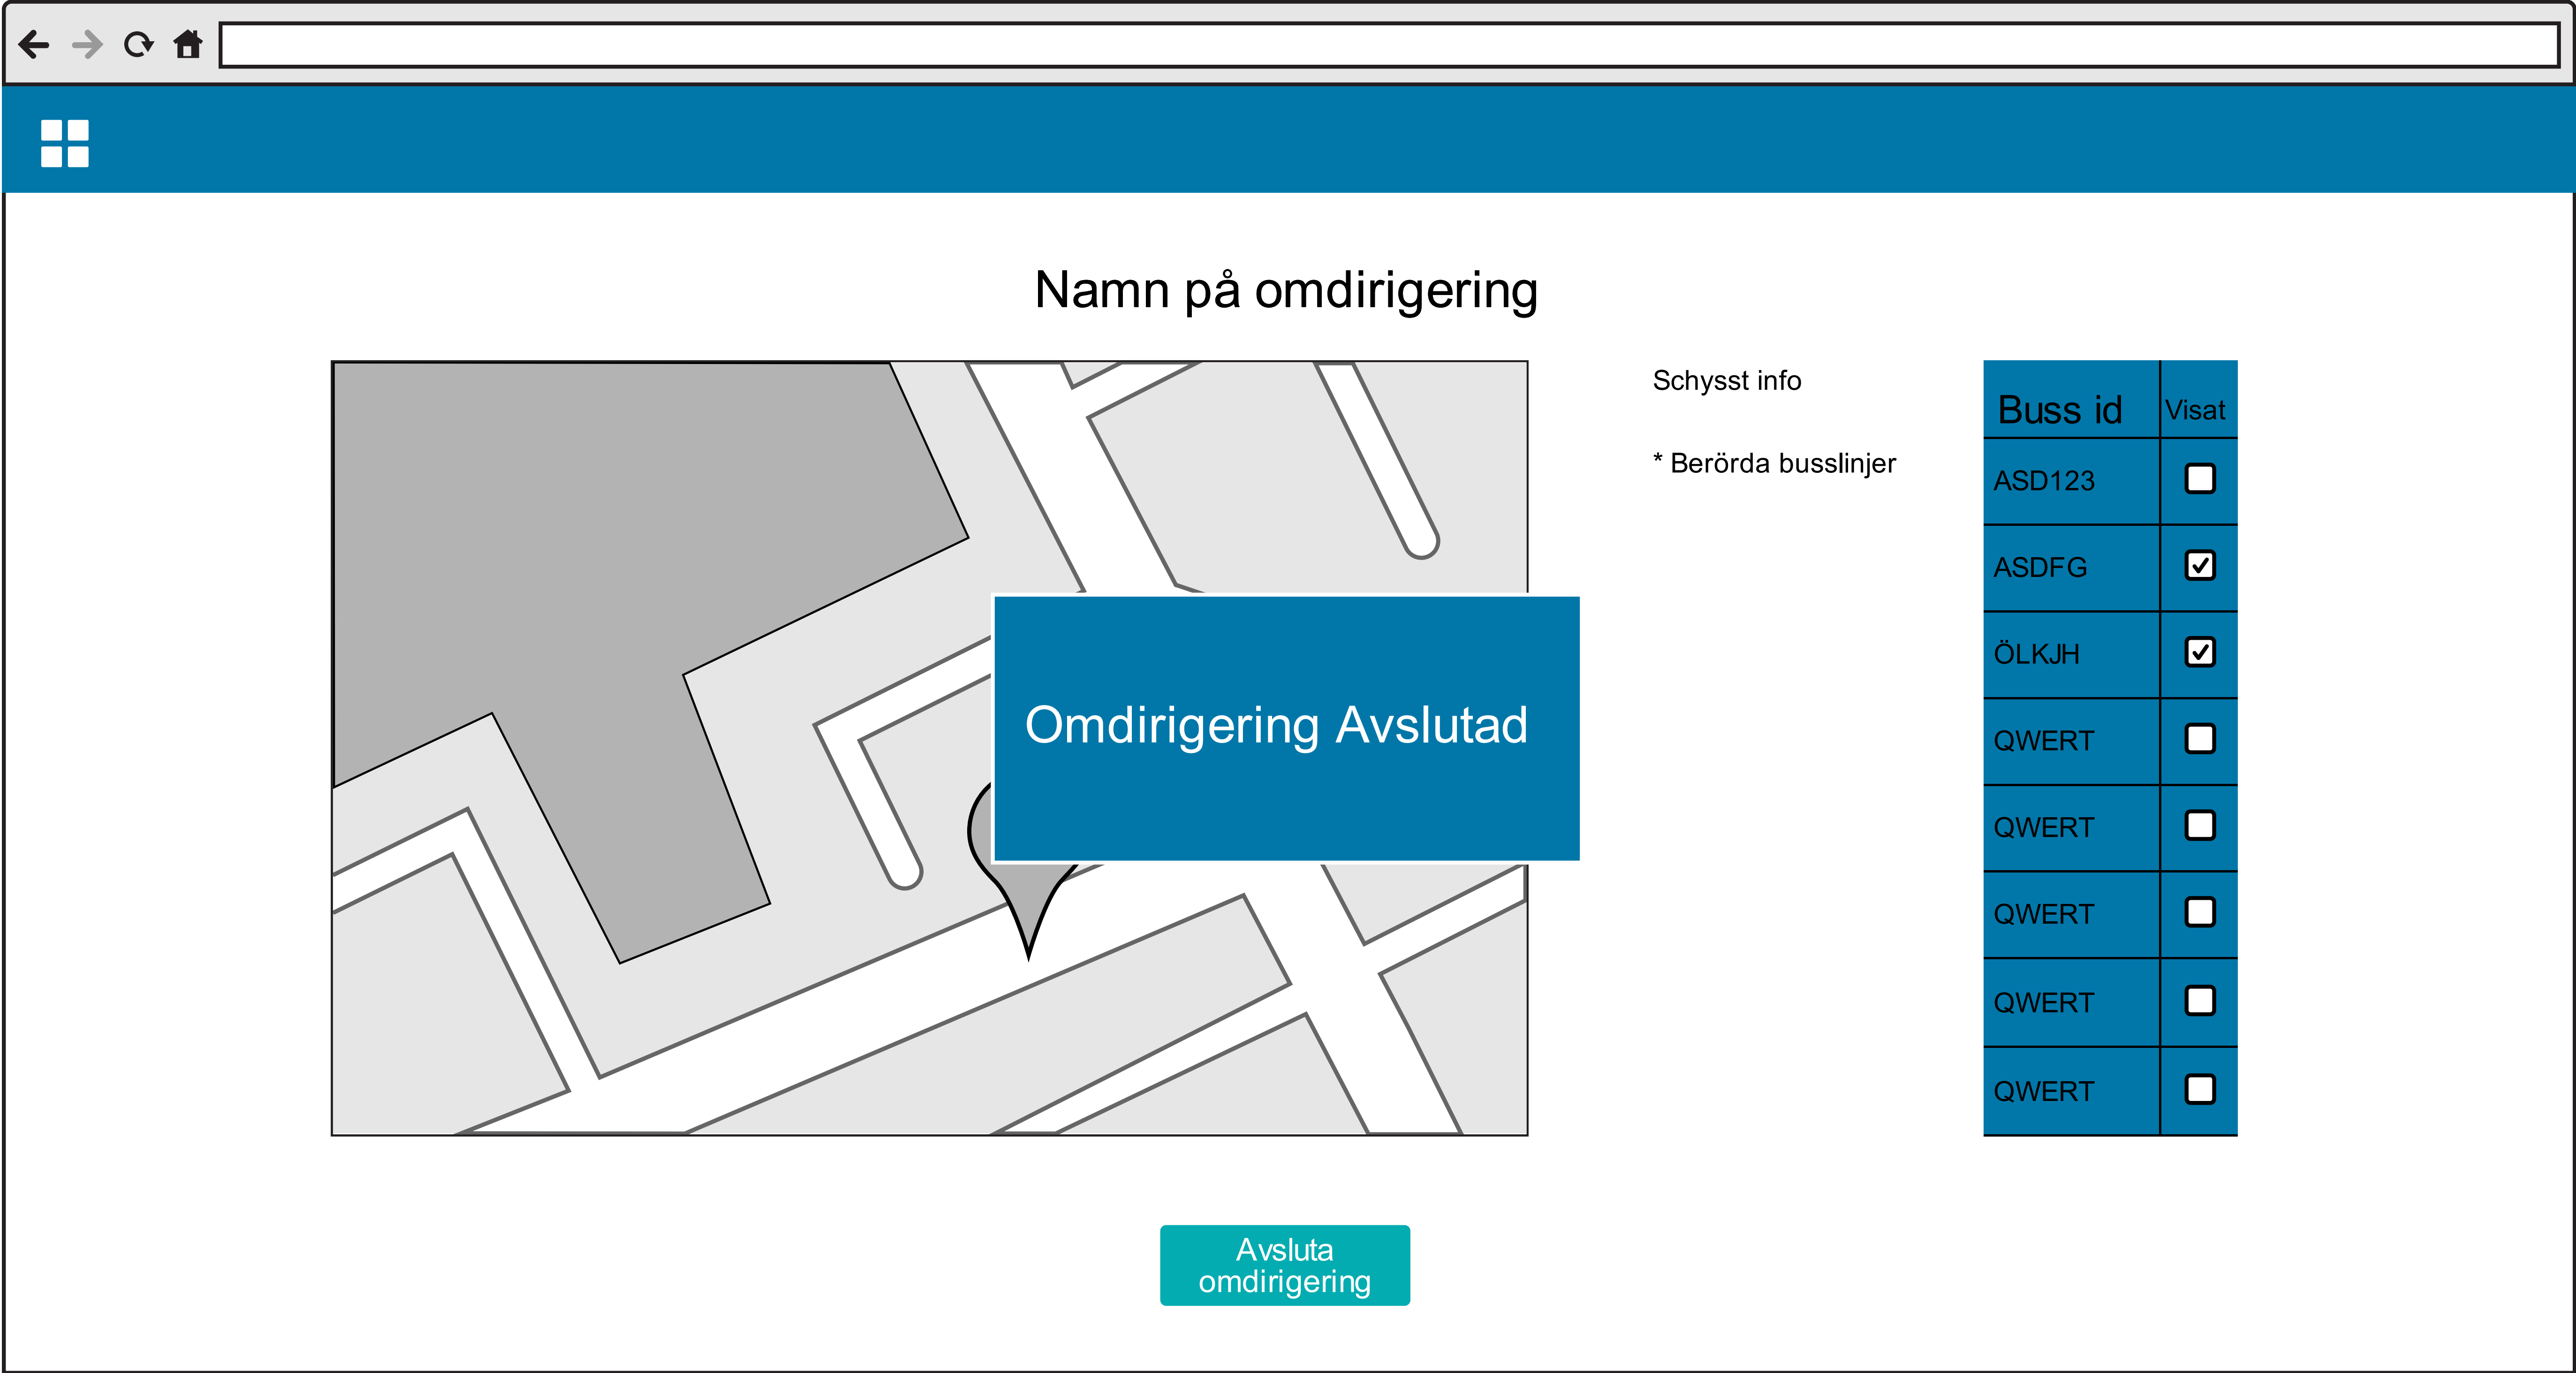 Namn på omdirigering
Schysst info
* Berörda busslinjer
Buss id Visat
ASD123
ASDFG
ÖLKJH
QWERT
QWERT
QWERT
QWERT
QWERT
Omdirigering Avslutad
Avsluta
omdirigering